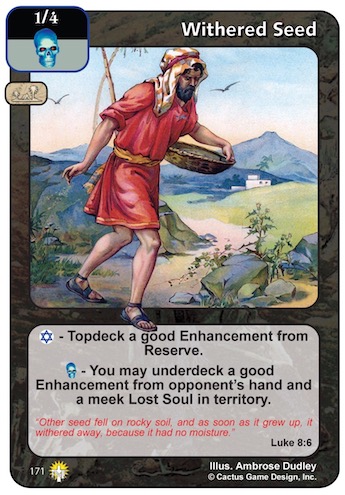 1/4
Withered Seed
- Topdeck a good Enhancement from
Reserve.
- You may underdeck a good
Enhancement from opponent's hand and
a meek Lost Soul in territory.
"Other seed fell on rocky soil, and as soon as it grew up, it
withered away, because it had no moisture."
Luke 8:6
171
Illus. Ambrose Dudley
© Cactus Game Design, Inc.